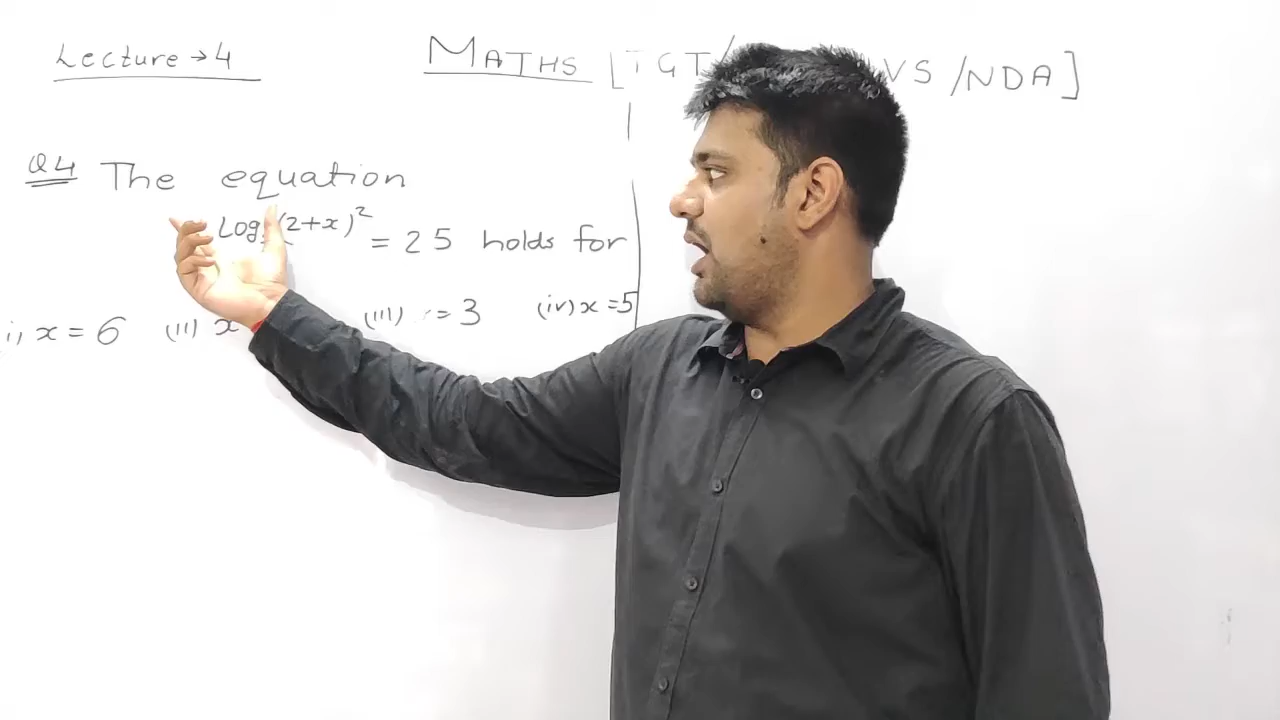 Lecture → 4
MATHS [TGT/ VS /NDA]
Q4 The equation
Log (2+x)² = 25 holds for
i) x = 6 (ii) x (iii) = 3 (iv) x = 5